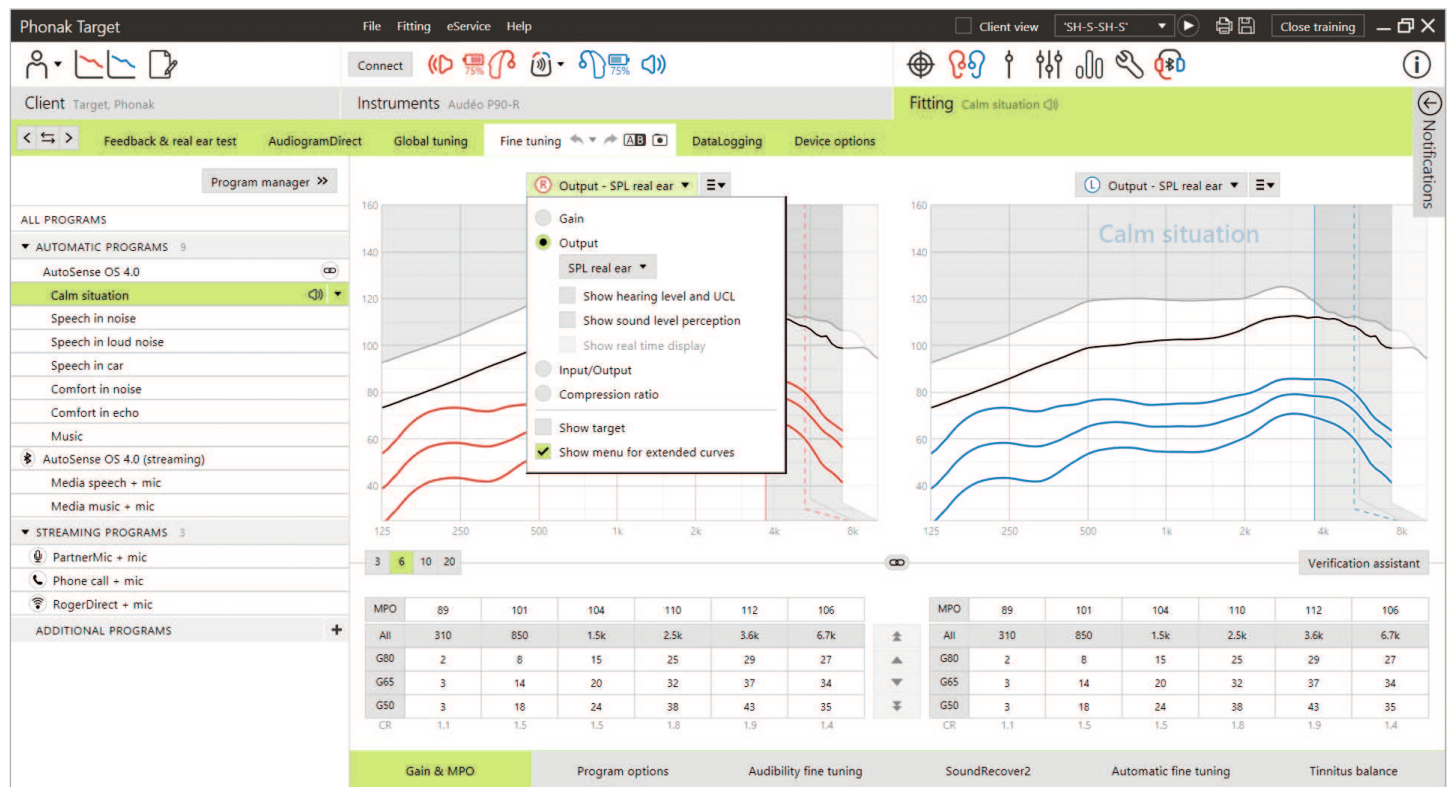 Phonak Target File Fitting eService Help Client view 'SH-S-SH-S' Close training
Connect 75% 75%
Client Target, Phonak Instruments Audéo P90-R Fitting Calm situation
Feedback & real ear test AudiogramDirect Global tuning Fine tuning AB DataLogging Device options
Notifications
Program manager »
ALL PROGRAMS
AUTOMATIC PROGRAMS 9
AutoSense OS 4.0
Calm situation
Speech in noise
Speech in loud noise
Speech in car
Comfort in noise
Comfort in echo
Music
AutoSense OS 4.0 (streaming)
Media speech + mic
Media music + mic
STREAMING PROGRAMS 3
PartnerMic + mic
Phone call + mic
RogerDirect + mic
ADDITIONAL PROGRAMS +
R Output - SPL real ear
Gain
Output
SPL real ear
Show hearing level and UCL
Show sound level perception
Show real time display
Input/Output
Compression ratio
Show target
Show menu for extended curves
160
140
120
100
80
60
40
125 250 500 1k 2k 4k 8k
L Output - SPL real ear
Calm situation
160
140
120
100
80
60
40
125 250 500 1k 2k 4k 8k
3 6 10 20
Verification assistant
MPO 89 101 104 110 112 106
All 310 850 1.5k 2.5k 3.6k 6.7k
G80 2 8 15 25 29 27
G65 3 14 20 32 37 34
G50 3 18 24 38 43 35
CR 1.1 1.5 1.5 1.8 1.9 1.4
MPO 89 101 104 110 112 106
All 310 850 1.5k 2.5k 3.6k 6.7k
G80 2 8 15 25 29 27
G65 3 14 20 32 37 34
G50 3 18 24 38 43 35
CR 1.1 1.5 1.5 1.8 1.9 1.4
Gain & MPO Program options Audibility fine tuning SoundRecover2 Automatic fine tuning Tinnitus balance